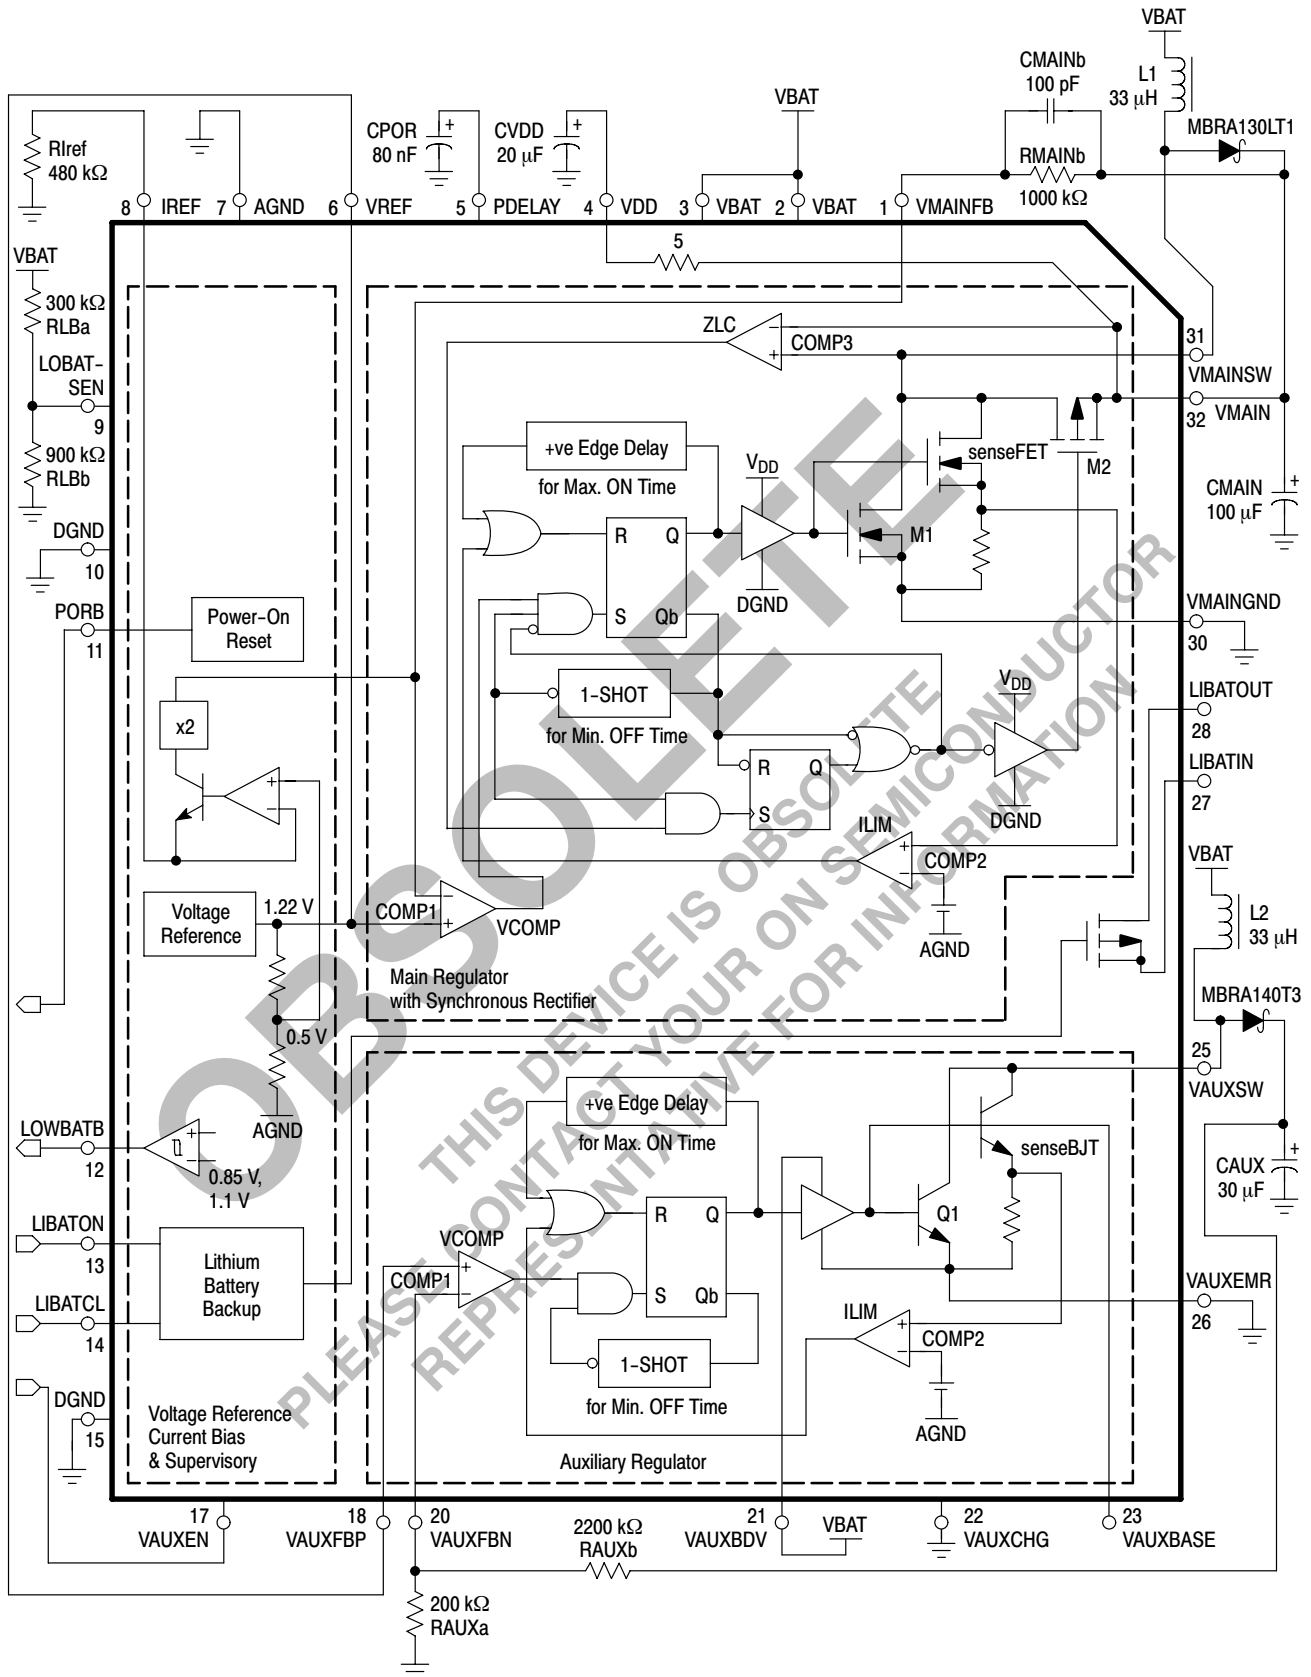 VBAT
CMAINb
100 pF
L1
33 µH
VBAT
CPOR
80 nF
CVDD
20 µF
MBRA130LT1
RIref
480 kΩ
RMAINb
1000 kΩ
8 IREF
7 AGND
6 VREF
5 PDELAY
4 VDD
3 VBAT
2 VBAT
1 VMAINFB
5
VBAT
300 kΩ
RLBa
LOBAT-
SEN
9
900 kΩ
RLBb
DGND
10
PORB
11
Power-On
Reset
x2
Voltage
Reference
1.22 V
0.5 V
AGND
LOWBATB
12
0.85 V,
1.1 V
LIBATON
13
LIBATCL
14
Lithium
Battery
Backup
DGND
15
Voltage Reference
Current Bias
& Supervisory
ZLC
COMP3
+
31
VMAINSW
32
VMAIN
+ve Edge Delay
for Max. ON Time
VDD
senseFET
M2
M1
R Q
S Qb
DGND
CMAIN
100 µF
+
VMAINGND
30
1-SHOT
for Min. OFF Time
VDD
R Q
S
DGND
LIBATOUT
28
LIBATIN
27
ILIM
COMP2
AGND
COMP1
VCOMP
Main Regulator
with Synchronous Rectifier
VBAT
L2
33 µH
MBRA140T3
25
VAUXSW
+ve Edge Delay
for Max. ON Time
senseBJT
CAUX
30 µF
+
R Q
S Qb
Q1
VCOMP
COMP1
VAUXEMR
26
ILIM
COMP2
1-SHOT
for Min. OFF Time
AGND
Auxiliary Regulator
17
VAUXEN
18
VAUXFBP
20
VAUXFBN
21
VAUXBDV
VBAT
22
VAUXCHG
23
VAUXBASE
2200 kΩ
RAUXb
200 kΩ
RAUXa
OBSOLETE
THIS DEVICE IS OBSOLETE
PLEASE CONTACT YOUR ON SEMICONDUCTOR
REPRESENTATIVE FOR INFORMATION